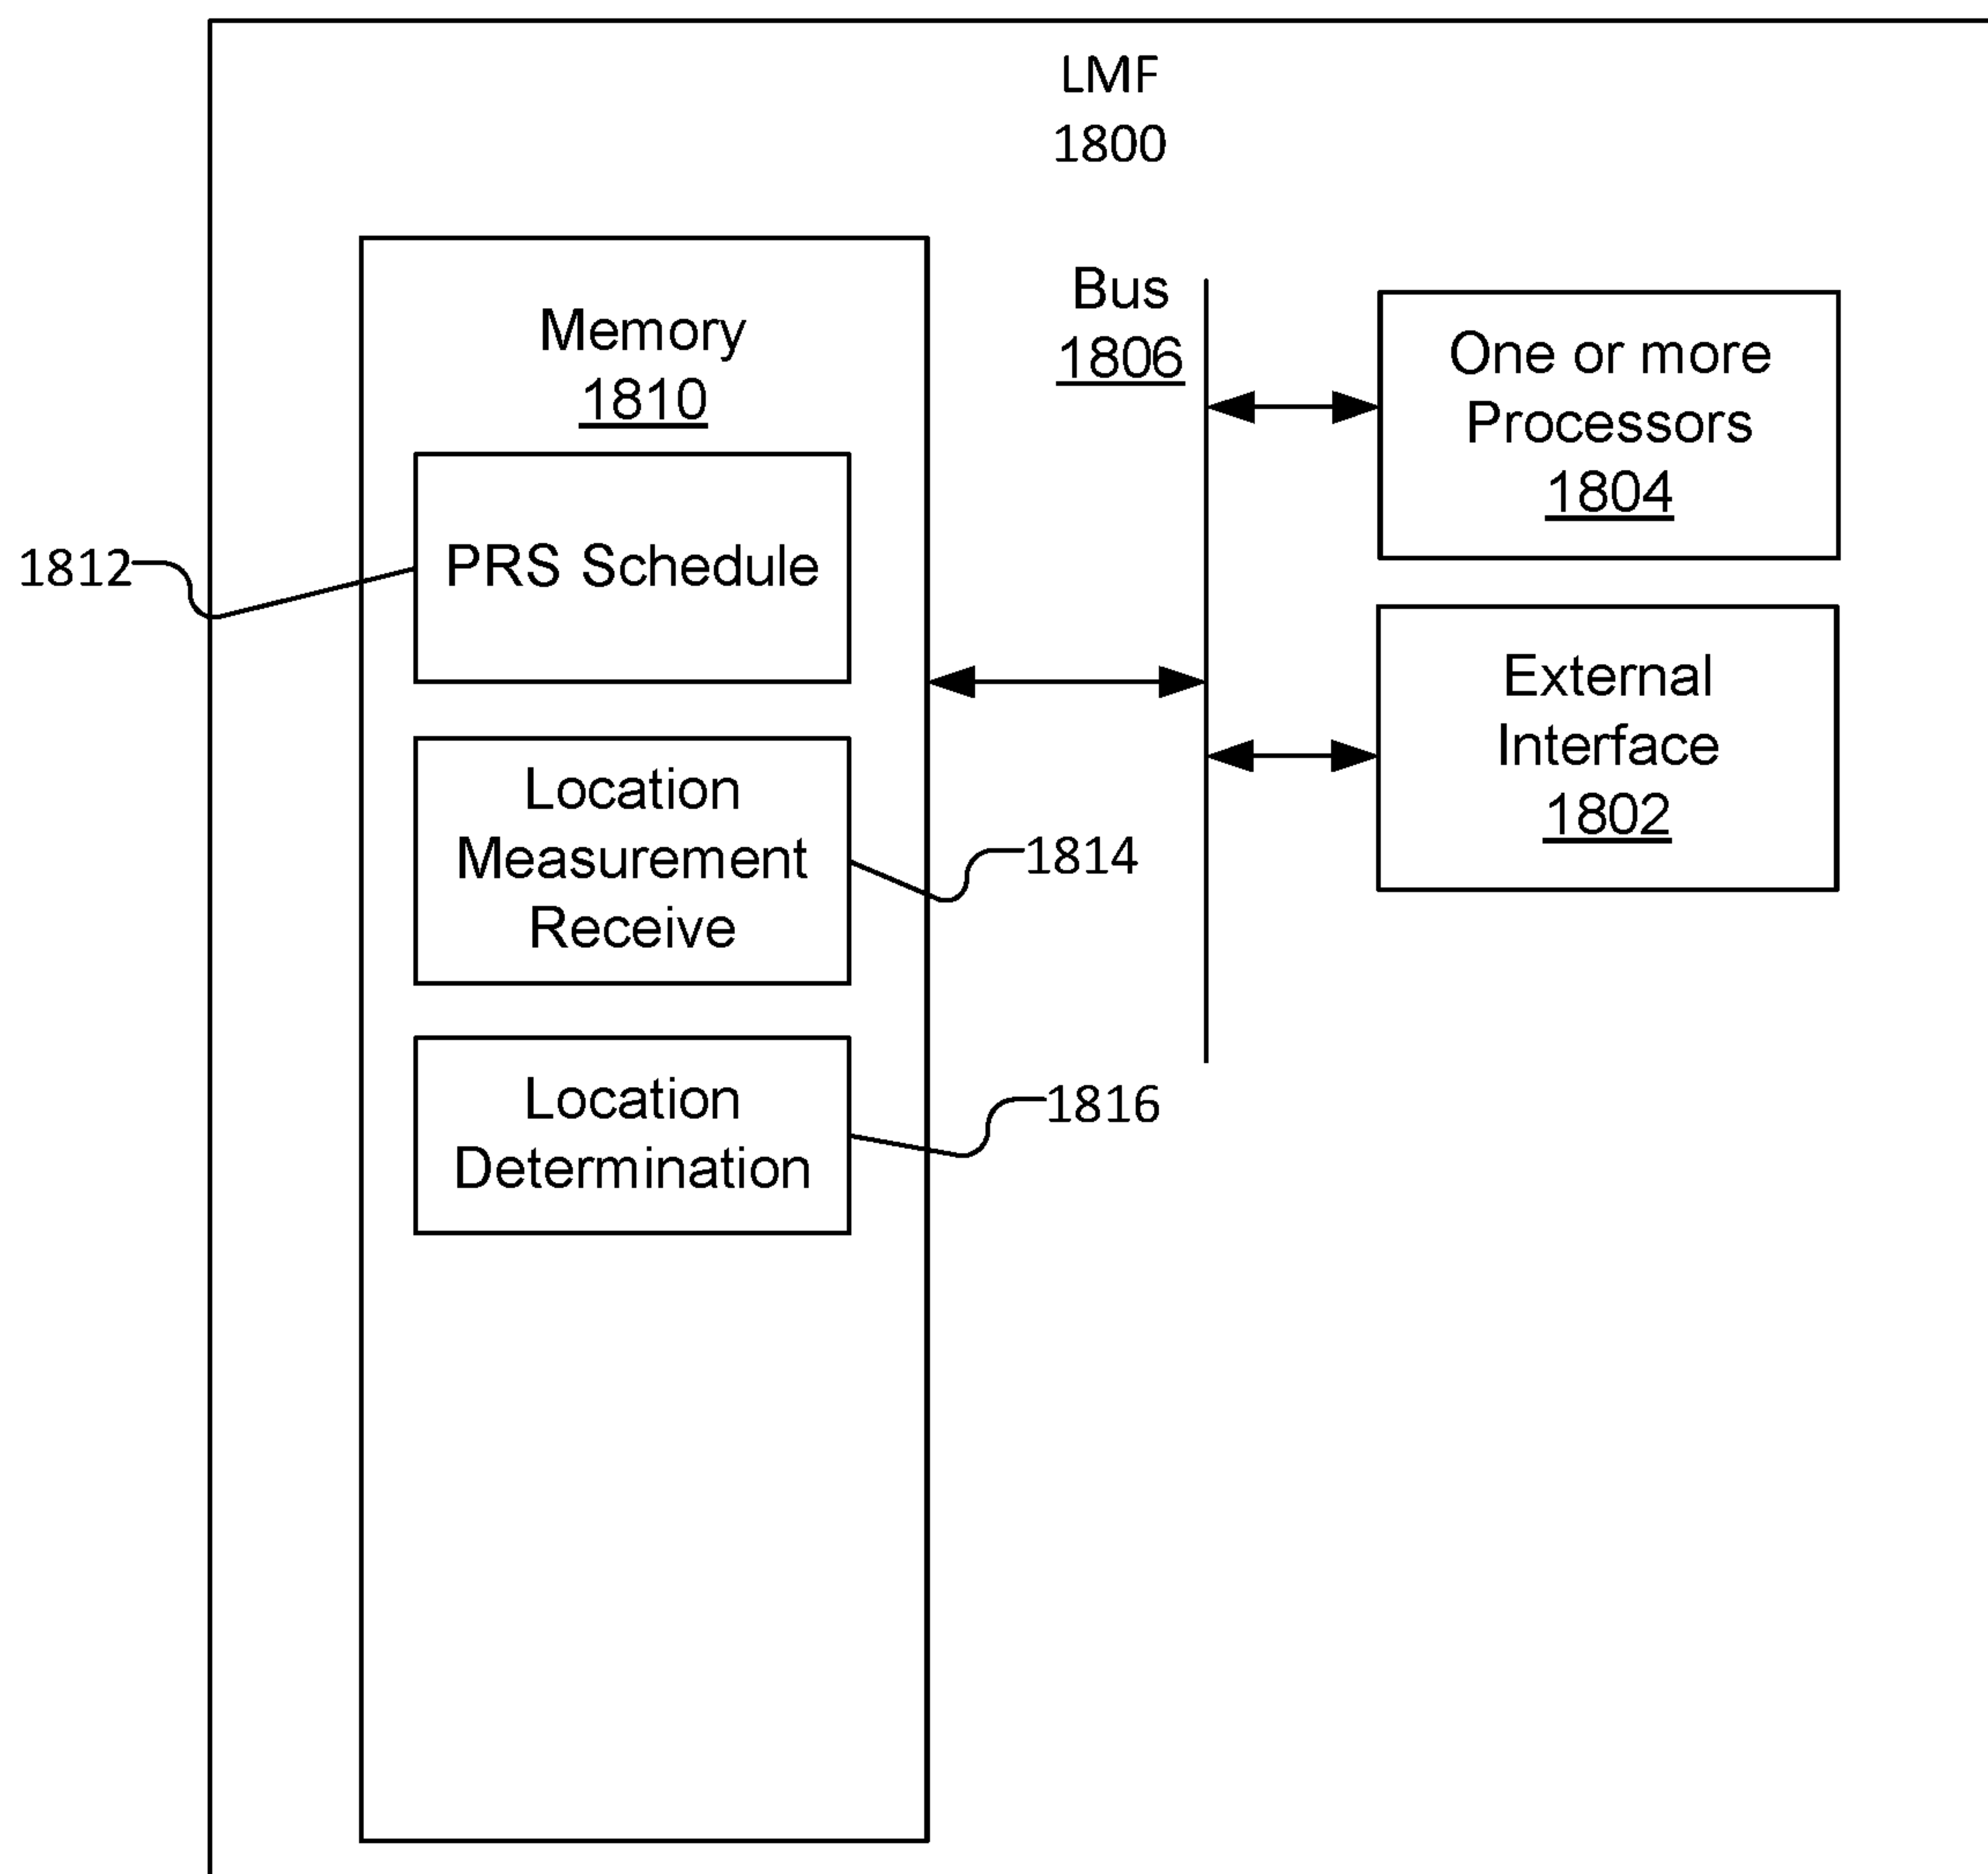 LMF
1800
Memory
1810
PRS Schedule
1812
Location
Measurement
Receive
1814
Location
Determination
1816
Bus
1806
One or more
Processors
1804
External
Interface
1802